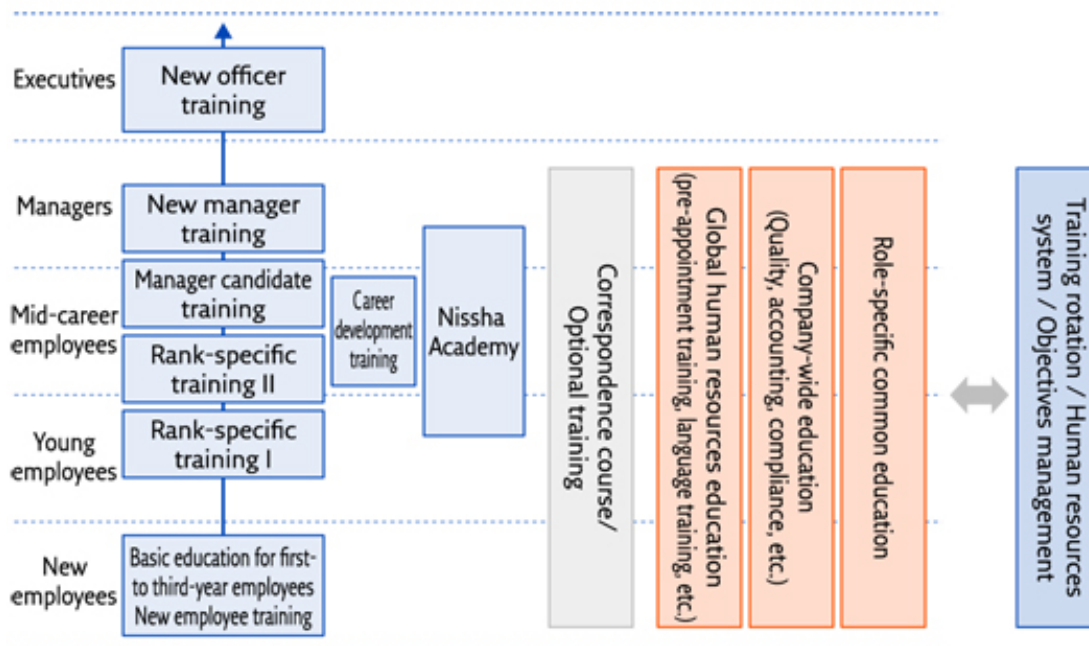 Executives
New officer
training
Managers
New manager
training
Mid-career
employees
Manager candidate
training
Rank-specific
training II
Career
development
training
Nissha
Academy
Young
employees
Rank-specific
training I
New
employees
Basic education for first-
to third-year employees
New employee training
Correspondence course/
Optional training
Global human resources education
(pre-appointment training, language training, etc.)
Company-wide education
(Quality, accounting, compliance, etc.)
Role-specific common education
Training rotation / Human resources
system / Objectives management